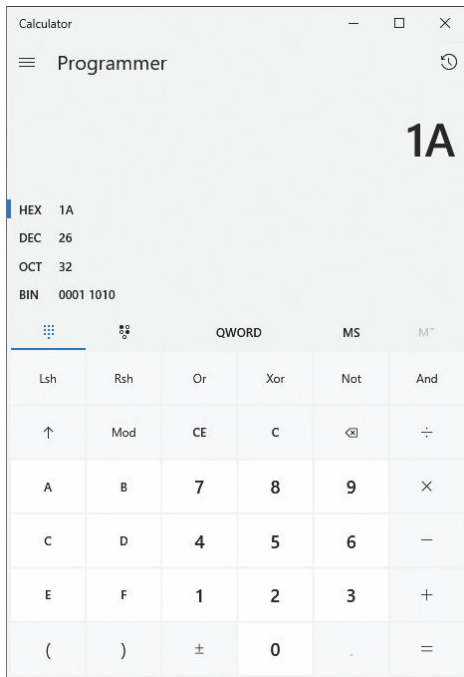 Calculator
Programmer
1A
HEX 1A
DEC 26
OCT 32
BIN 0001 1010
QWORD MS M˅
Lsh Rsh Or Xor Not And
↑ Mod CE C ÷
A B 7 8 9 ×
C D 4 5 6 −
E F 1 2 3 +
( ) ± 0 . =